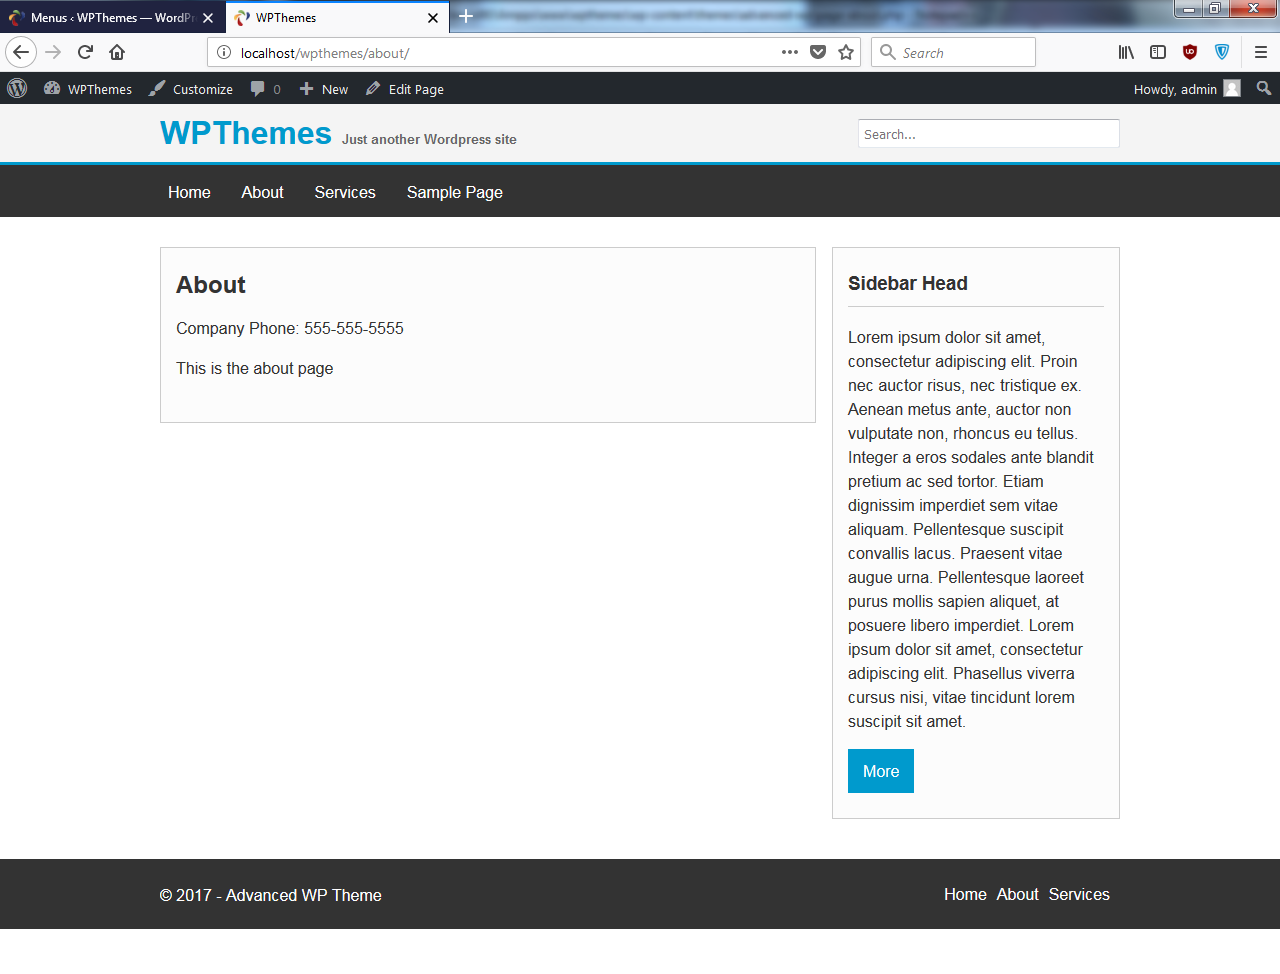 Menus ‹ WPThemes — WordPr
WPThemes
localhost/wpthemes/about/
Search
WPThemes
Customize
0
New
Edit Page
Howdy, admin
WPThemes
Just another Wordpress site
Search...
Home
About
Services
Sample Page
About
Company Phone: 555-555-5555
This is the about page
Sidebar Head
Lorem ipsum dolor sit amet,
consectetur adipiscing elit. Proin
nec auctor risus, nec tristique ex.
Aenean metus ante, auctor non
vulputate non, rhoncus eu tellus.
Integer a eros sodales ante blandit
pretium ac sed tortor. Etiam
dignissim imperdiet sem vitae
aliquam. Pellentesque suscipit
convallis lacus. Praesent vitae
augue urna. Pellentesque laoreet
purus mollis sapien aliquet, at
posuere libero imperdiet. Lorem
ipsum dolor sit amet, consectetur
adipiscing elit. Phasellus viverra
cursus nisi, vitae tincidunt lorem
suscipit sit amet.
More
© 2017 - Advanced WP Theme
Home
About
Services